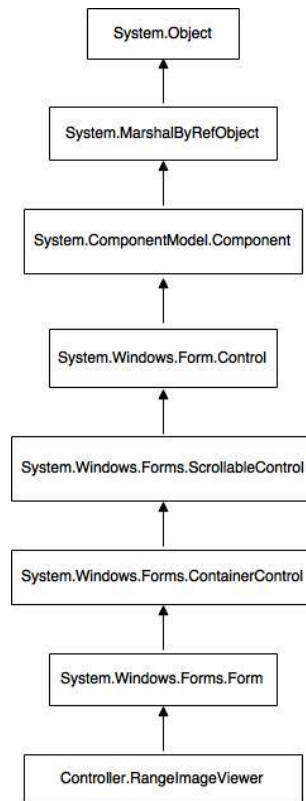 System.Object
System.MarshalByRefObject
System.ComponentModel.Component
System.Windows.Form.Control
System.Windows.Forms.ScrollableControl
System.Windows.Forms.ContainerControl
System.Windows.Forms.Form
Controller.RangeImageViewer